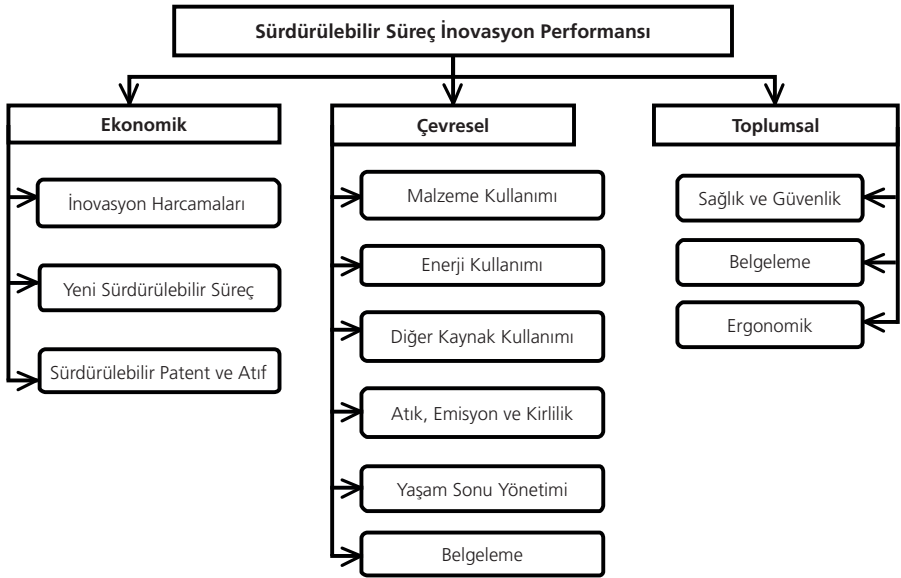 Sürdürülebilir Süreç İnovasyon Performansı
Ekonomik
İnovasyon Harcamaları
Yeni Sürdürülebilir Süreç
Sürdürülebilir Patent ve Atıf
Çevresel
Malzeme Kullanımı
Enerji Kullanımı
Diğer Kaynak Kullanımı
Atık, Emisyon ve Kirlilik
Yaşam Sonu Yönetimi
Belgeleme
Toplumsal
Sağlık ve Güvenlik
Belgeleme
Ergonomik